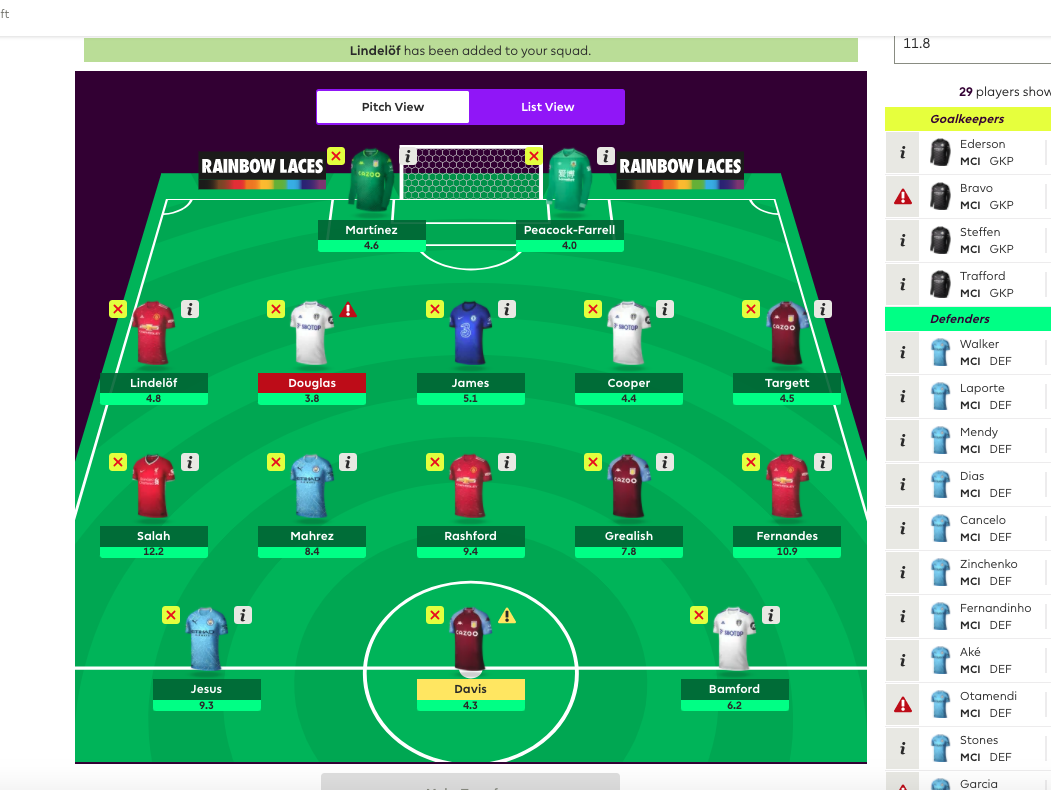 ft
Lindelöf has been added to your squad.
11.8
Pitch View
List View
29 players show
RAINBOW LACES
RAINBOW LACES
Martínez
4.6
Peacock-Farrell
4.0
Lindelöf
4.8
Douglas
3.8
James
5.1
Cooper
4.4
Targett
4.5
Salah
12.2
Mahrez
8.4
Rashford
9.4
Grealish
7.8
Fernandes
10.9
Jesus
9.3
Davis
4.3
Bamford
6.2
Goalkeepers
Ederson
MCI GKP
Bravo
MCI GKP
Steffen
MCI GKP
Trafford
MCI GKP
Defenders
Walker
MCI DEF
Laporte
MCI DEF
Mendy
MCI DEF
Dias
MCI DEF
Cancelo
MCI DEF
Zinchenko
MCI DEF
Fernandinho
MCI DEF
Aké
MCI DEF
Otamendi
MCI DEF
Stones
MCI DEF
Garcia